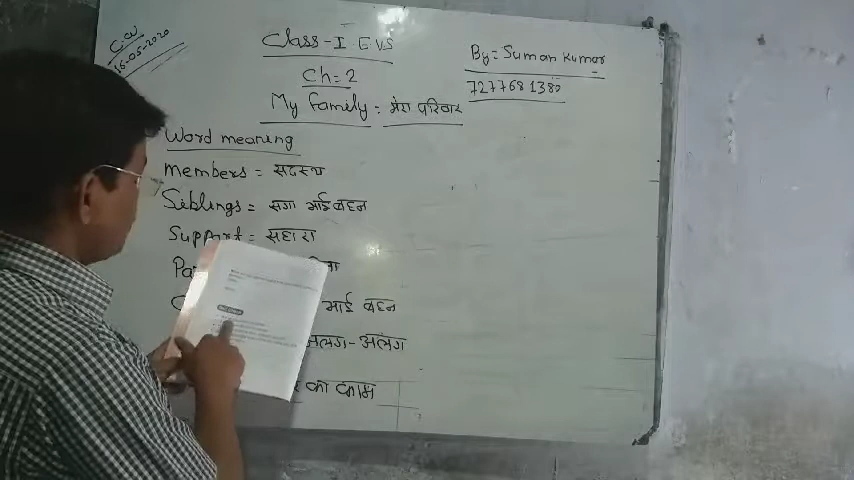 CW
16-05-2020
Class-I EVS
By= Suman Kumar
Ch=2
7277681380
My family = मेरा परिवार
Word meaning
members = सदस्य
Siblings = सगा भाई बहन
Support = सहारा
भाई बहन
अलग-अलग
का काम